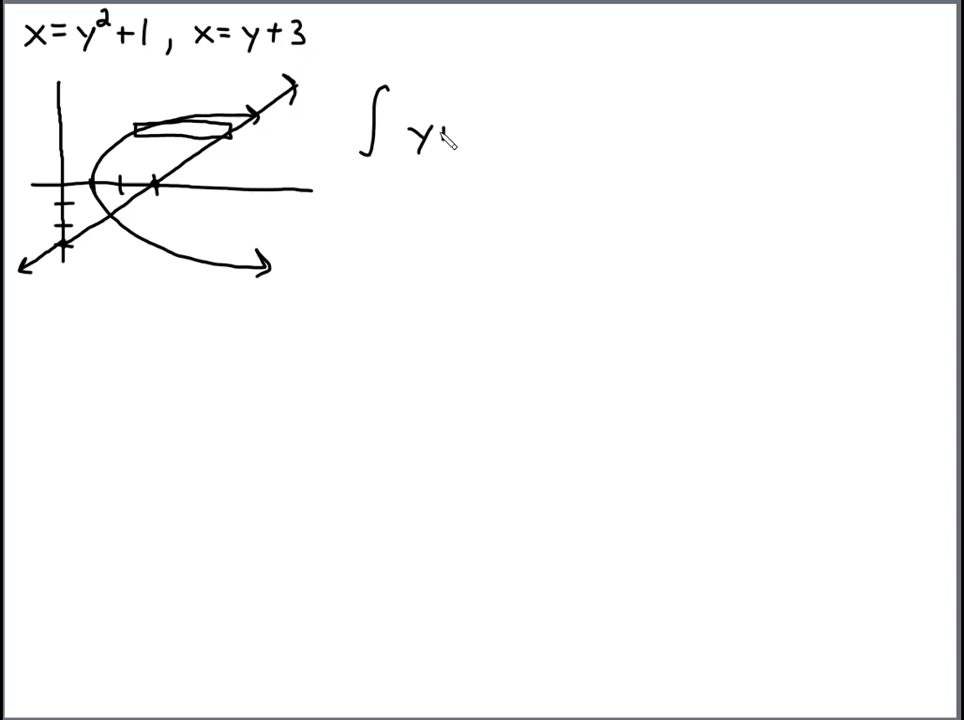 x=y²+1, x=y+3
∫ y